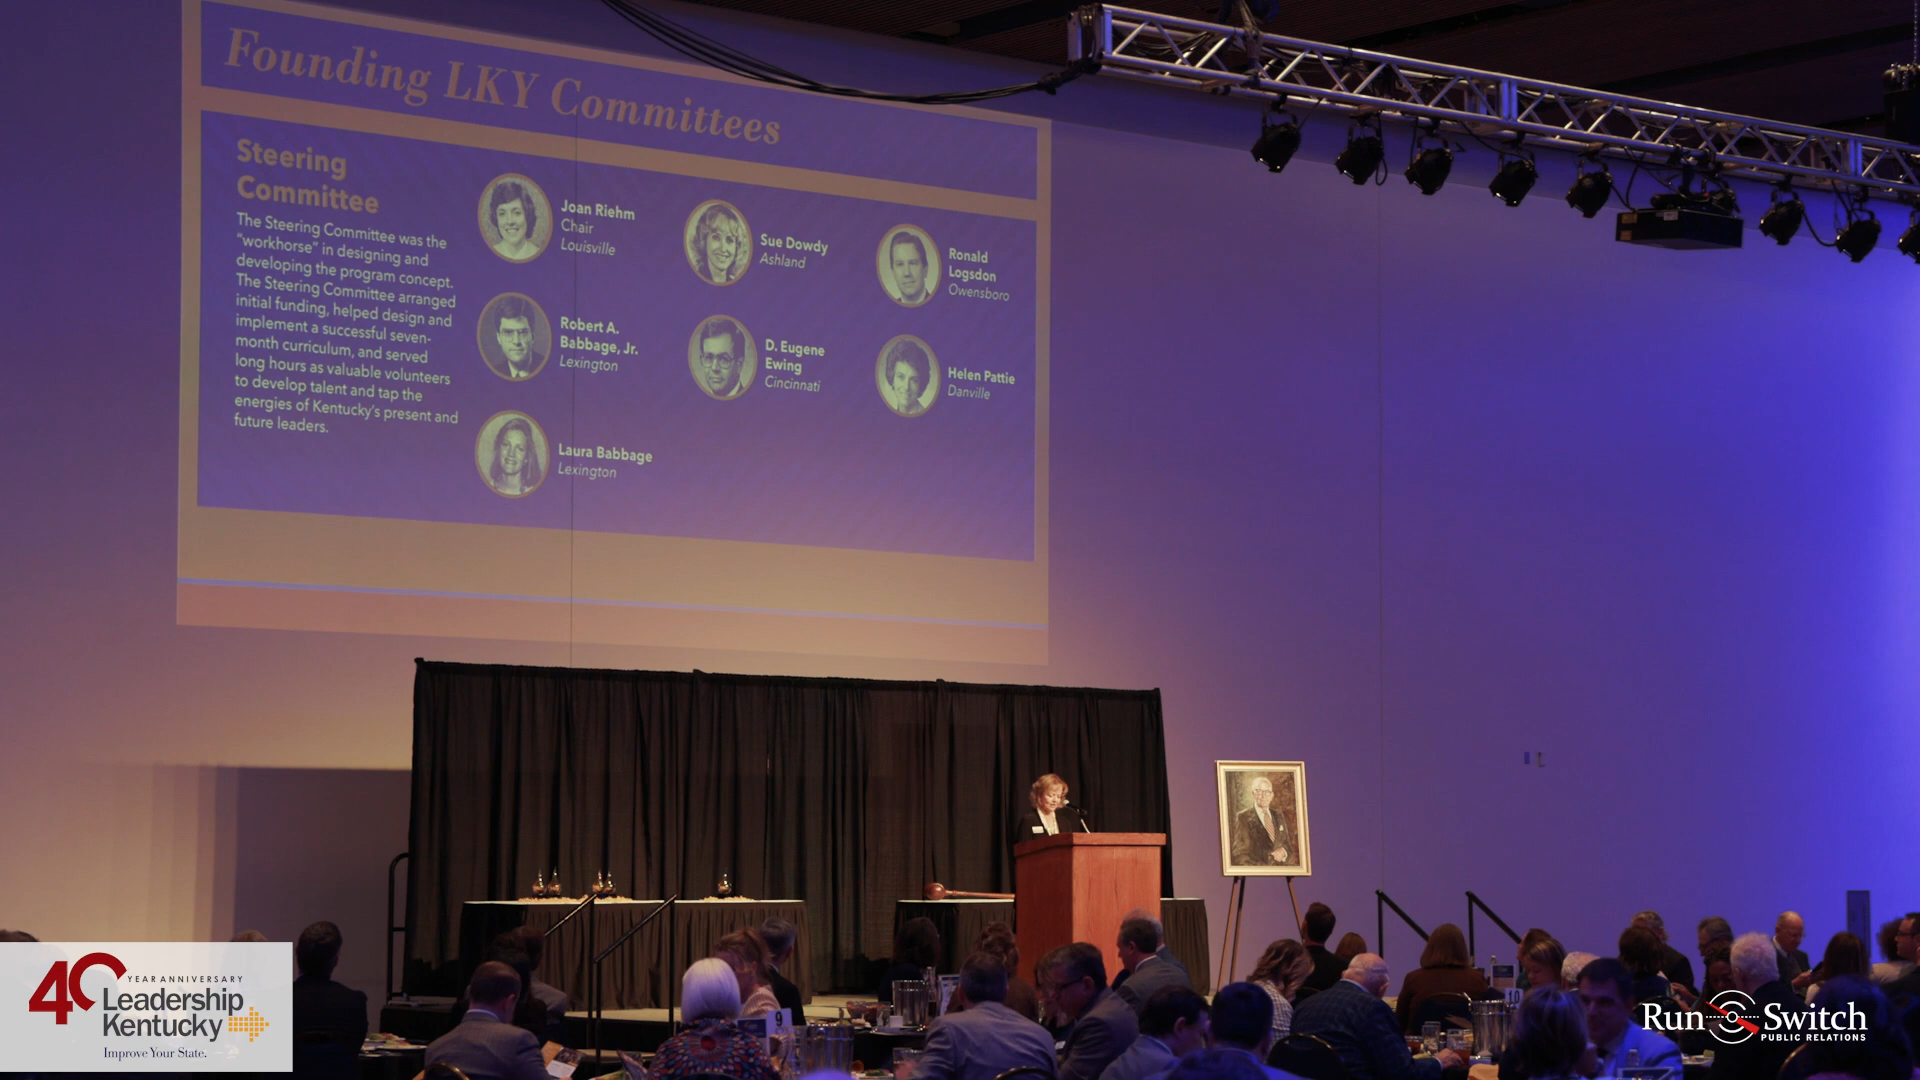 Founding LKY Committees
Steering
Committee
The Steering Committee was the
"workhorse" in designing and
developing the program concept.
The Steering Committee arranged
initial funding, helped design and
implement a successful seven-
month curriculum, and served
long hours as valuable volunteers
to develop talent and tap the
energies of Kentucky's present and
future leaders.
Joan Riehm
Chair
Louisville
Sue Dowdy
Ashland
Ronald
Logsdon
Owensboro
Robert A.
Babbage, Jr.
Lexington
D. Eugene
Ewing
Cincinnati
Helen Pattie
Danville
Laura Babbage
Lexington
9
10
40
YEAR ANNIVERSARY
Leadership
Kentucky
Improve Your State.
Run Switch
PUBLIC RELATIONS